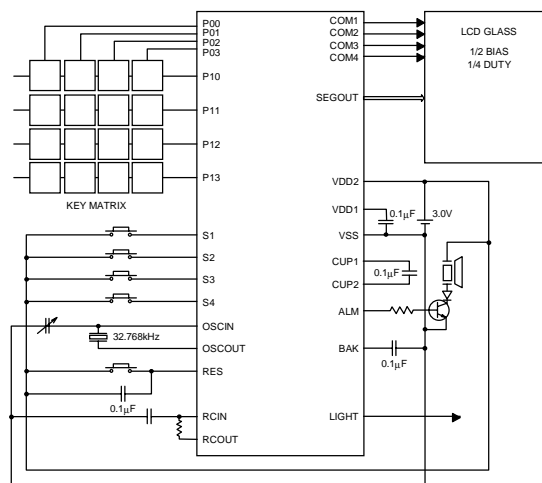 P00
P01
P02
P03
P10
P11
P12
P13
KEY MATRIX
S1
S2
S3
S4
OSCIN
32.768kHz
OSCOUT
RES
0.1µF
RCIN
RCOUT
COM1
COM2
COM3
COM4
SEGOUT
LCD GLASS
1/2 BIAS
1/4 DUTY
VDD2
VDD1
0.1µF
3.0V
VSS
CUP1
0.1µF
CUP2
ALM
BAK
0.1µF
LIGHT